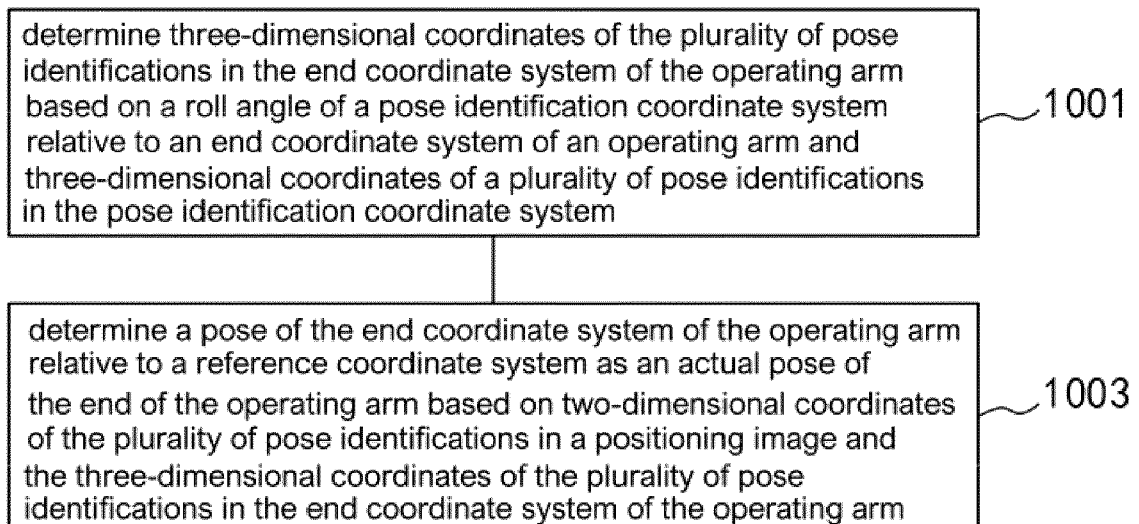 determine three-dimensional coordinates of the plurality of pose
identifications in the end coordinate system of the operating arm
based on a roll angle of a pose identification coordinate system
relative to an end coordinate system of an operating arm and
three-dimensional coordinates of a plurality of pose identifications
in the pose identification coordinate system
1001
determine a pose of the end coordinate system of the operating arm
relative to a reference coordinate system as an actual pose of
the end of the operating arm based on two-dimensional coordinates
of the plurality of pose identifications in a positioning image and
the three-dimensional coordinates of the plurality of pose
identifications in the end coordinate system of the operating arm
1003